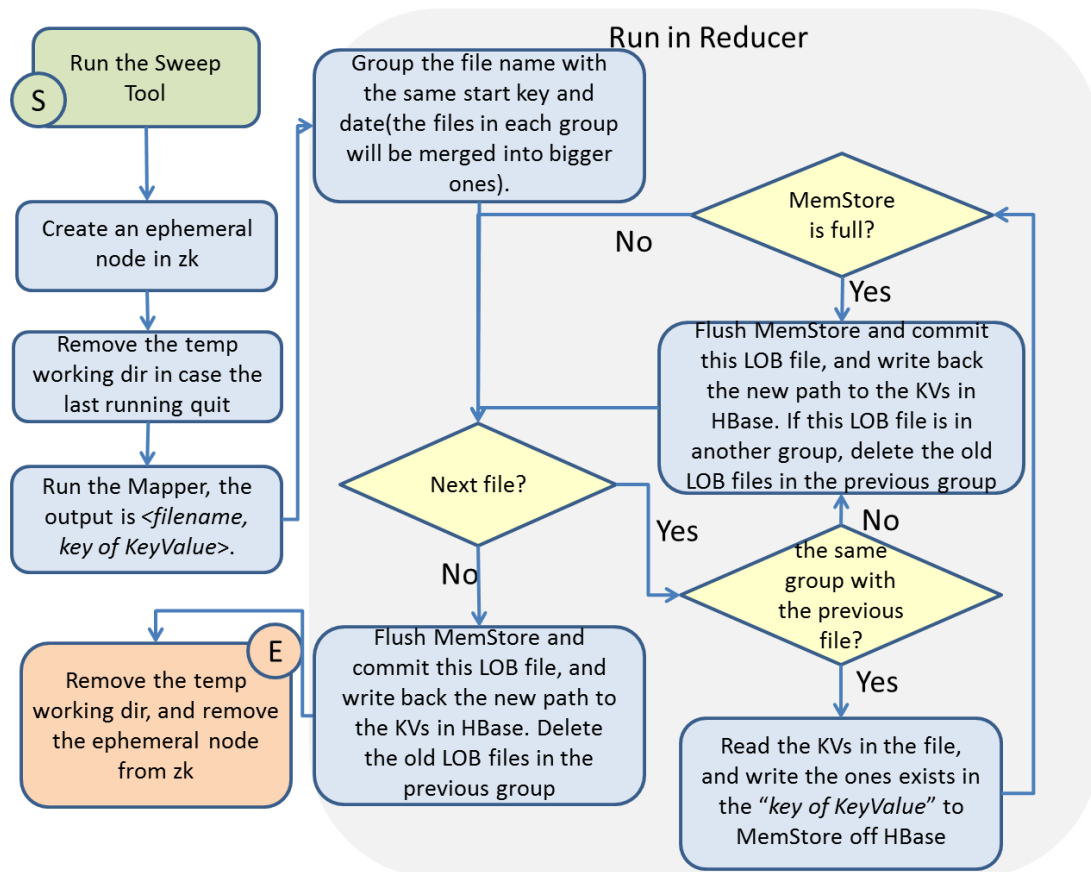 Run in Reducer
Run the Sweep
Tool
S
Create an ephemeral
node in zk
Remove the temp
working dir in case the
last running quit
Run the Mapper, the
output is <filename,
key of KeyValue>.
Group the file name with
the same start key and
date(the files in each group
will be merged into bigger
ones).
MemStore
is full?
No
Yes
Flush MemStore and commit
this LOB file, and write back
the new path to the KVs in
HBase. If this LOB file is in
another group, delete the old
LOB files in the previous group
Next file?
Yes
No
No
the same
group with
the previous
file?
Yes
Read the KVs in the file,
and write the ones exists in
the “key of KeyValue” to
MemStore off HBase
Flush MemStore and
commit this LOB file, and
write back the new path to
the KVs in HBase. Delete
the old LOB files in the
previous group
E
Remove the temp
working dir, and remove
the ephemeral node
from zk